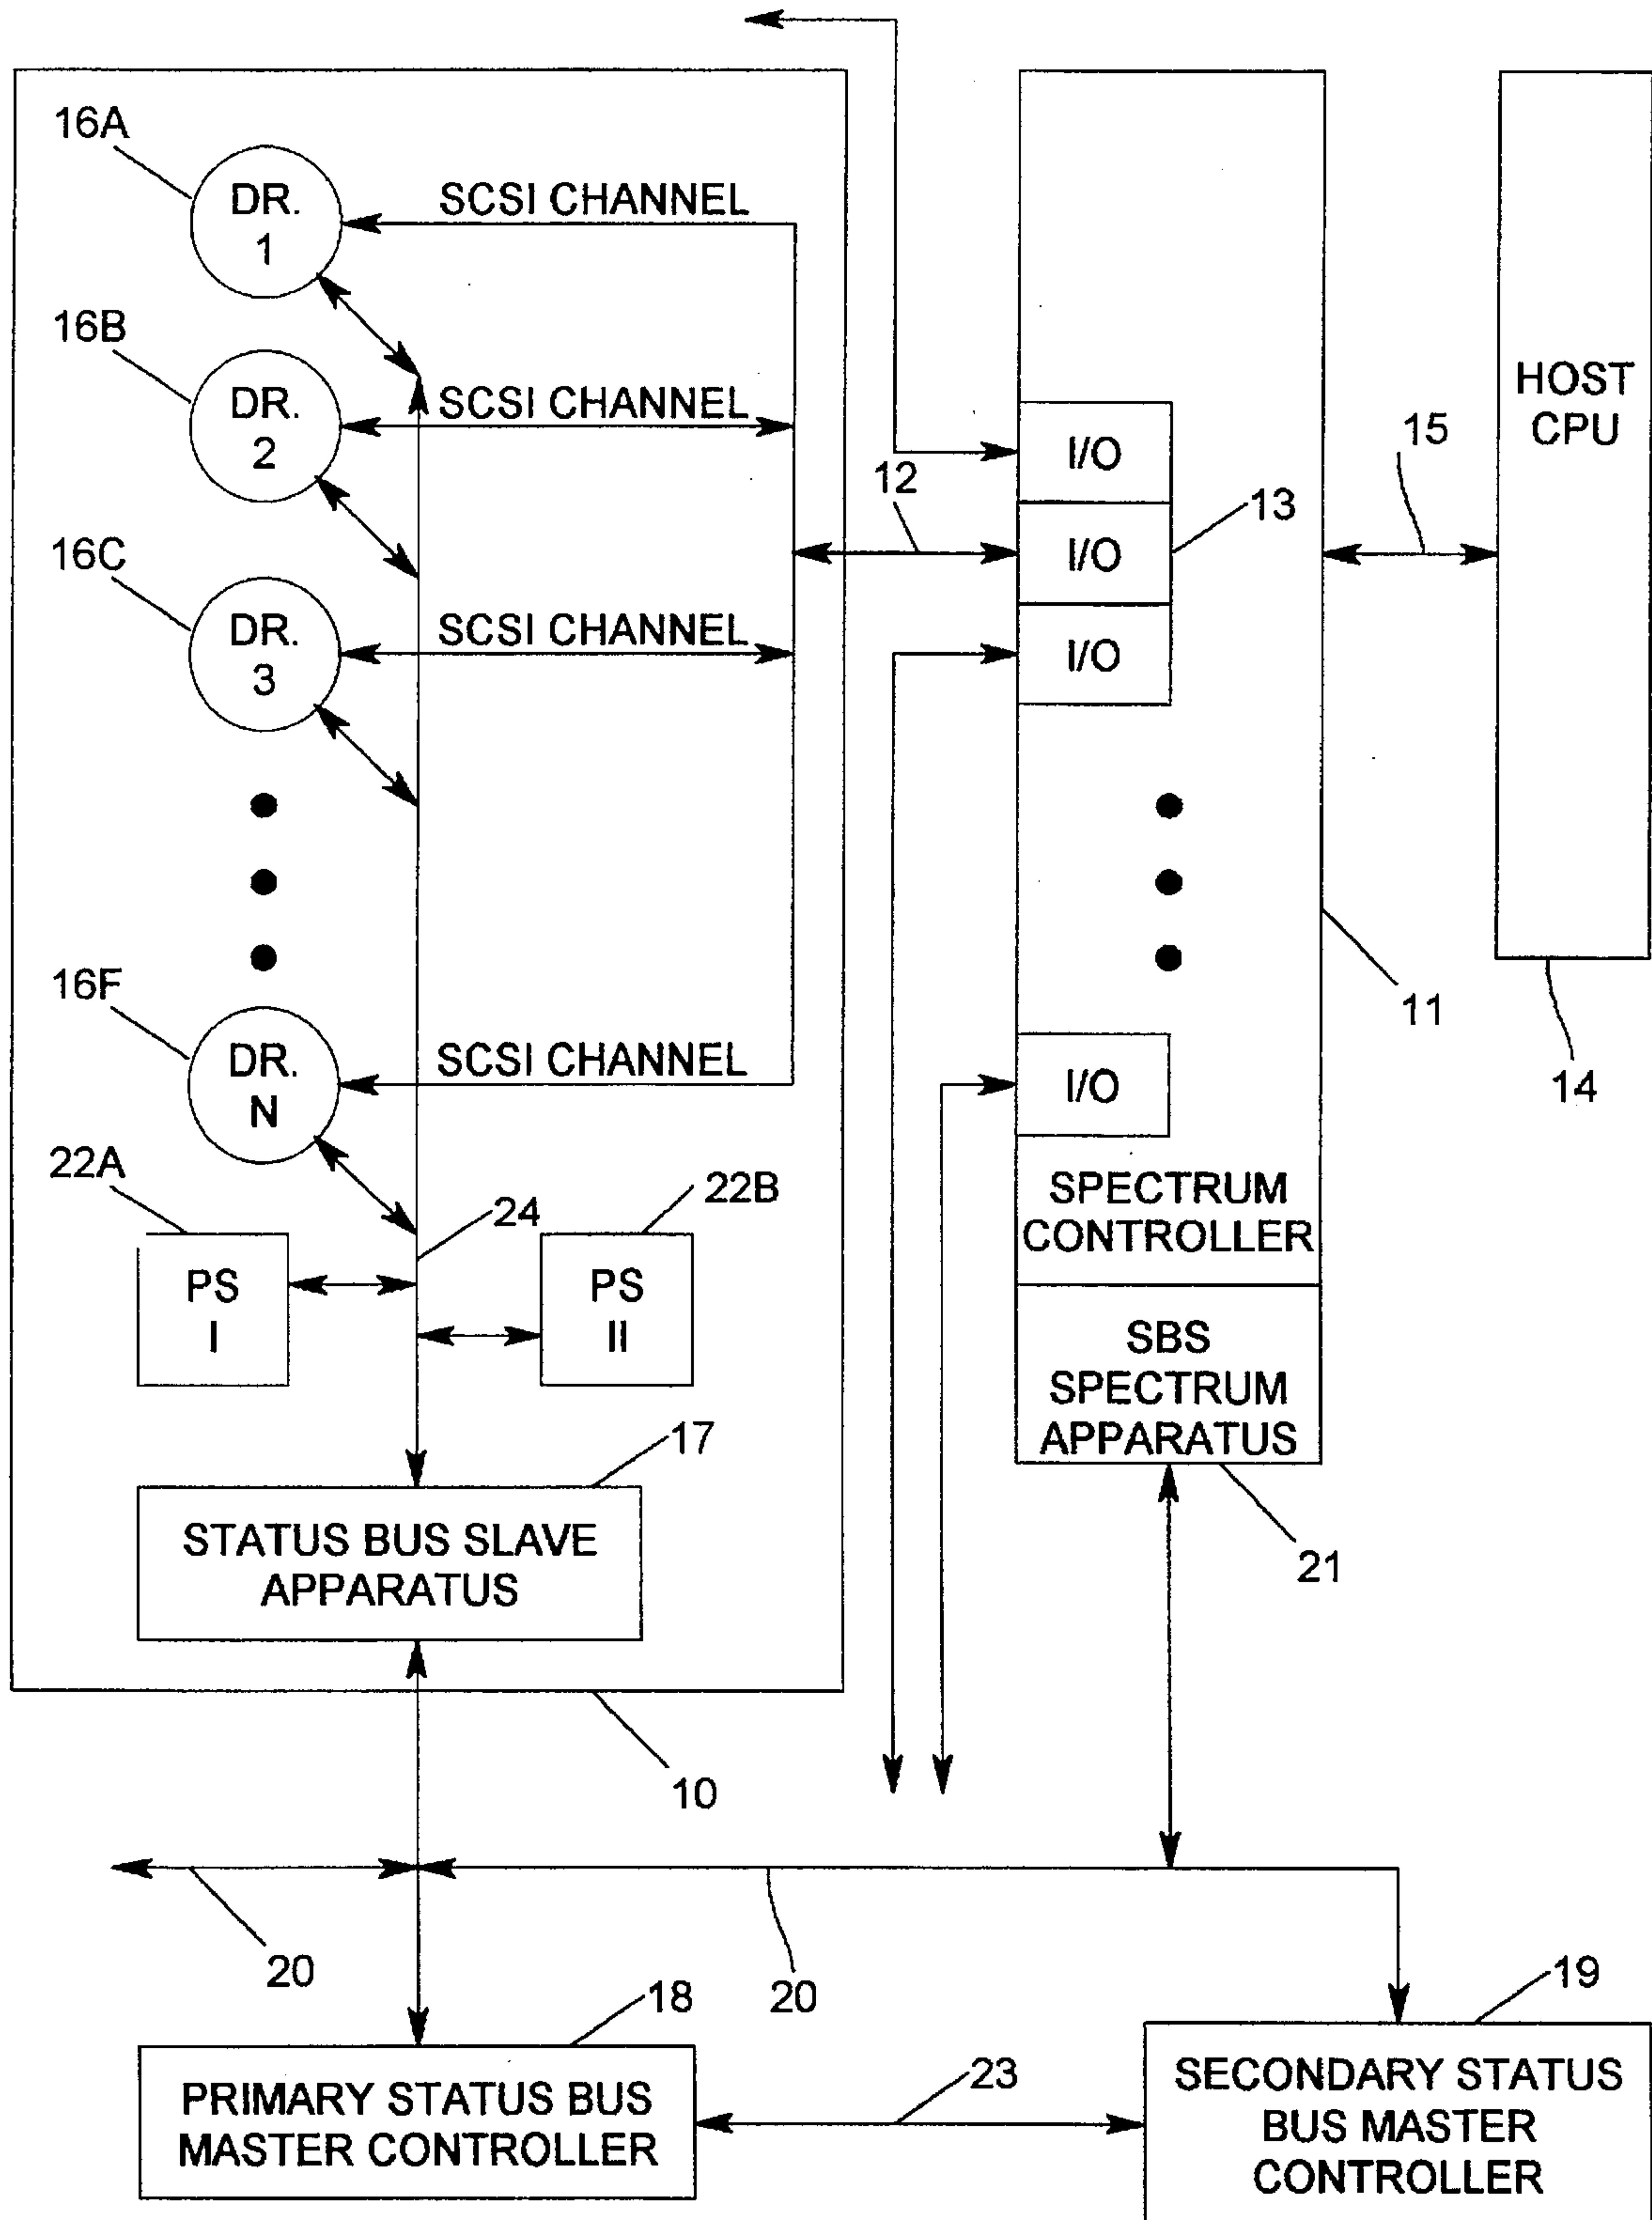 16A
DR.
1
SCSI CHANNEL
16B
DR.
2
SCSI CHANNEL
16C
DR.
3
SCSI CHANNEL
16F
DR.
N
SCSI CHANNEL
22A
PS
I
24
22B
PS
II
17
STATUS BUS SLAVE
APPARATUS
10
12
I/O
I/O
I/O
13
I/O
SPECTRUM
CONTROLLER
11
SBS
SPECTRUM
APPARATUS
21
15
HOST
CPU
14
20
20
18
PRIMARY STATUS BUS
MASTER CONTROLLER
23
19
SECONDARY STATUS
BUS MASTER
CONTROLLER